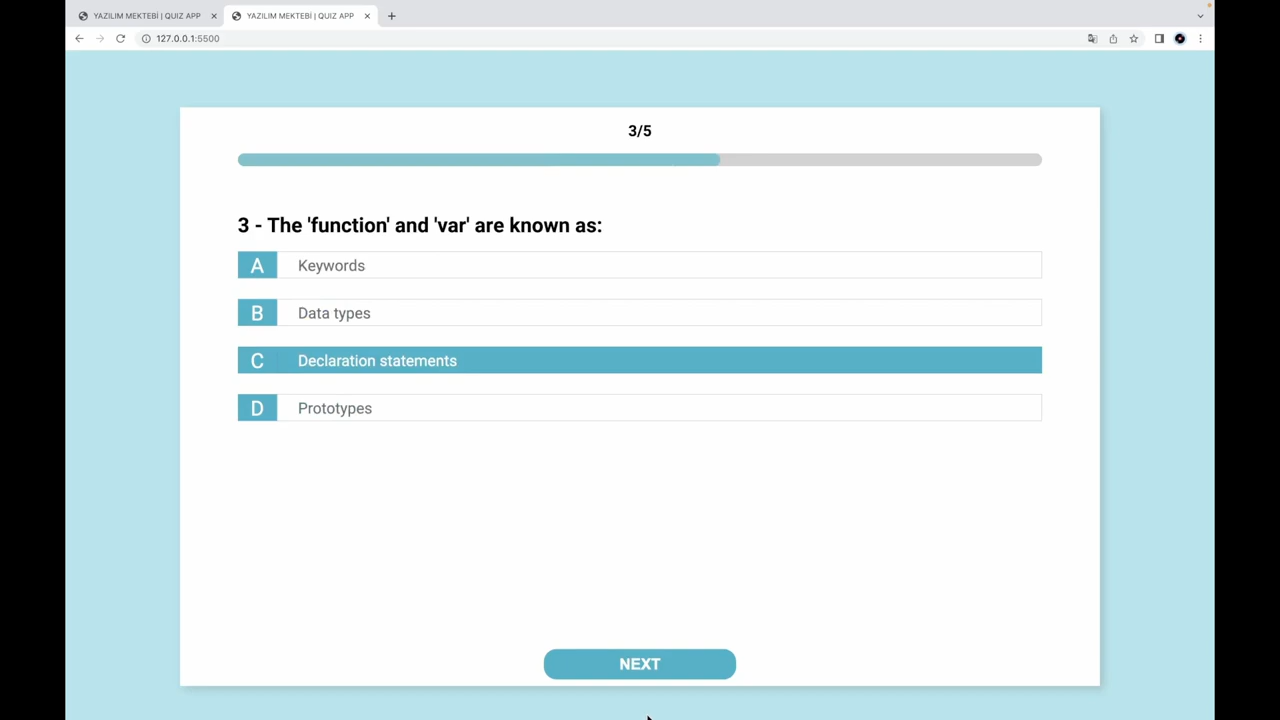 YAZILIM MEKTEBİ | QUIZ APP
YAZILIM MEKTEBİ | QUIZ APP
127.0.0.1:5500
3/5
3 - The 'function' and 'var' are known as:
A Keywords
B Data types
C Declaration statements
D Prototypes
NEXT